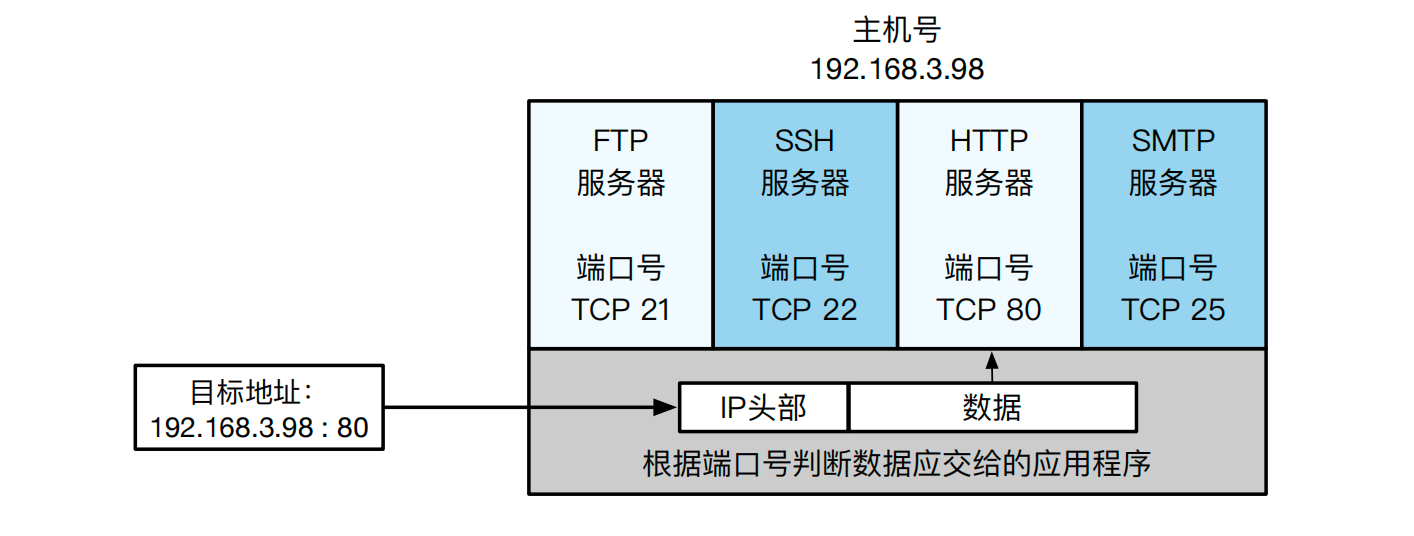 主机号
192.168.3.98
FTP
服务器
端口号
TCP 21
SSH
服务器
端口号
TCP 22
HTTP
服务器
端口号
TCP 80
SMTP
服务器
端口号
TCP 25
目标地址：
192.168.3.98 : 80
IP头部
数据
根据端口号判断数据应交给的应用程序